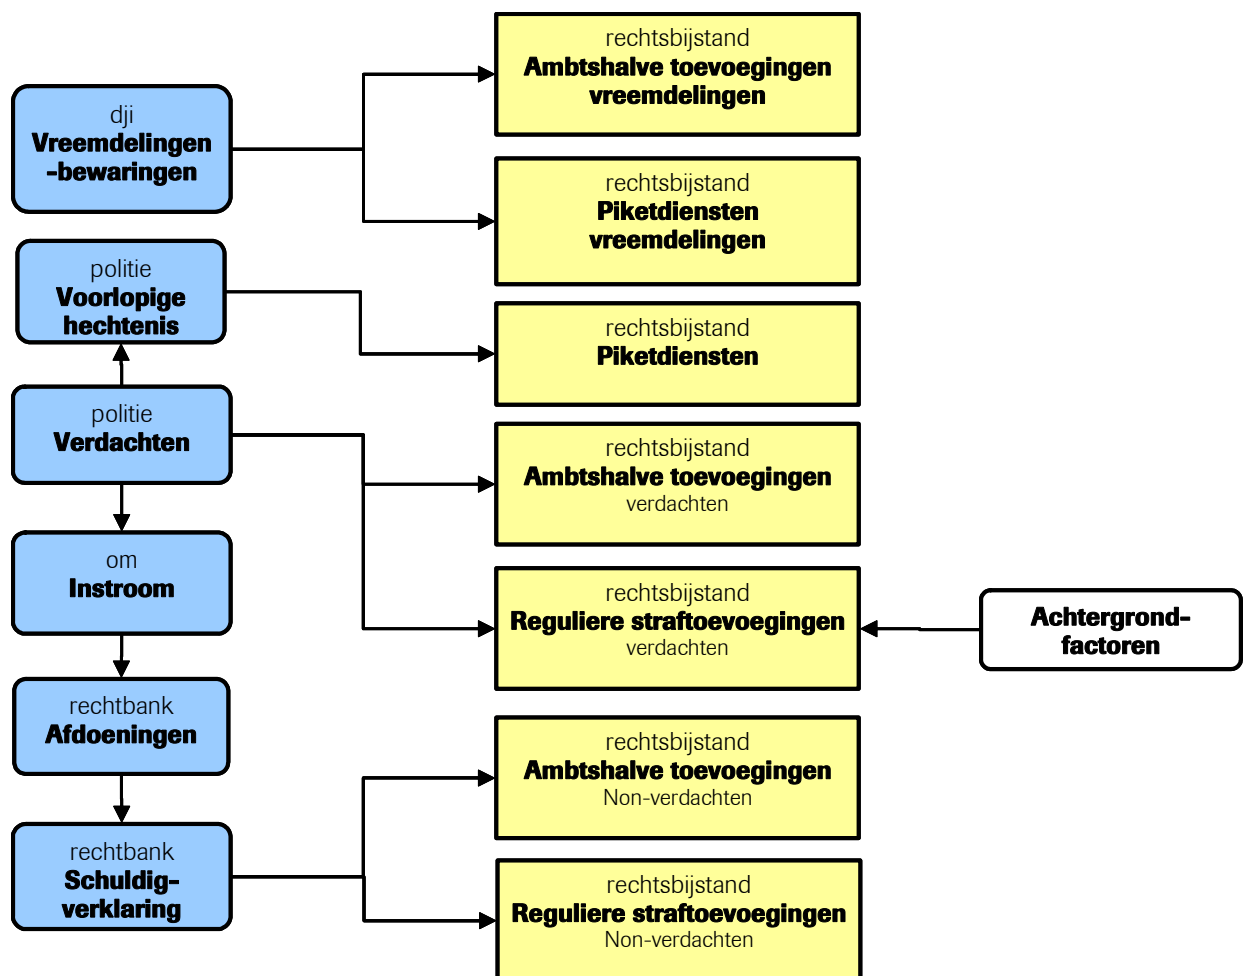 dji
Vreemdelingen
-bewaringen
politie
Voorlopige
hechtenis
politie
Verdachten
om
Instroom
rechtbank
Afdoeningen
rechtbank
Schuldig-
verklaring
rechtsbijstand
Ambtshalve toevoegingen
vreemdelingen
rechtsbijstand
Piketdiensten
vreemdelingen
rechtsbijstand
Piketdiensten
rechtsbijstand
Ambtshalve toevoegingen
verdachten
rechtsbijstand
Reguliere straftoevoegingen
verdachten
rechtsbijstand
Ambtshalve toevoegingen
Non-verdachten
rechtsbijstand
Reguliere straftoevoegingen
Non-verdachten
Achtergrond-
factoren